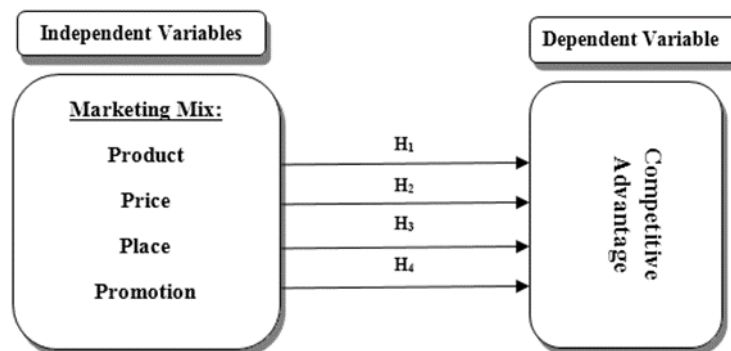 Independent Variables
Dependent Variable
Marketing Mix:
Product
Price
Place
Promotion
H₁
H₂
H₃
H₄
Competitive
Advantage